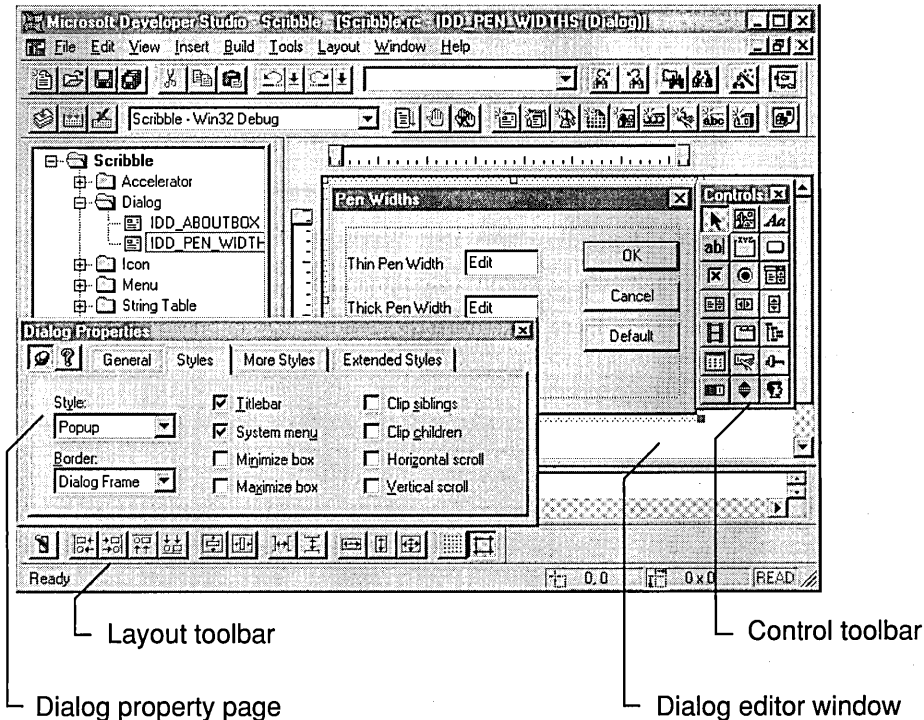 Microsoft Developer Studio - Scribble - [Scribble.rc - IDD_PEN_WIDTHS (Dialog)]
File Edit View Insert Build Tools Layout Window Help
Scribble - Win32 Debug
Scribble
Accelerator
Dialog
IDD_ABOUTBOX
IDD_PEN_WIDTH
Icon
Menu
String Table
Pen Widths
Thin Pen Width Edit
Thick Pen Width Edit
OK
Cancel
Default
Controls
Aa
ab|
XYZ
Dialog Properties
General Styles More Styles Extended Styles
Style:
Popup
Border:
Dialog Frame
Titlebar
System menu
Minimize box
Maximize box
Clip siblings
Clip children
Horizontal scroll
Vertical scroll
Ready 0, 0 0 x 0 READ
Layout toolbar
Control toolbar
Dialog property page
Dialog editor window